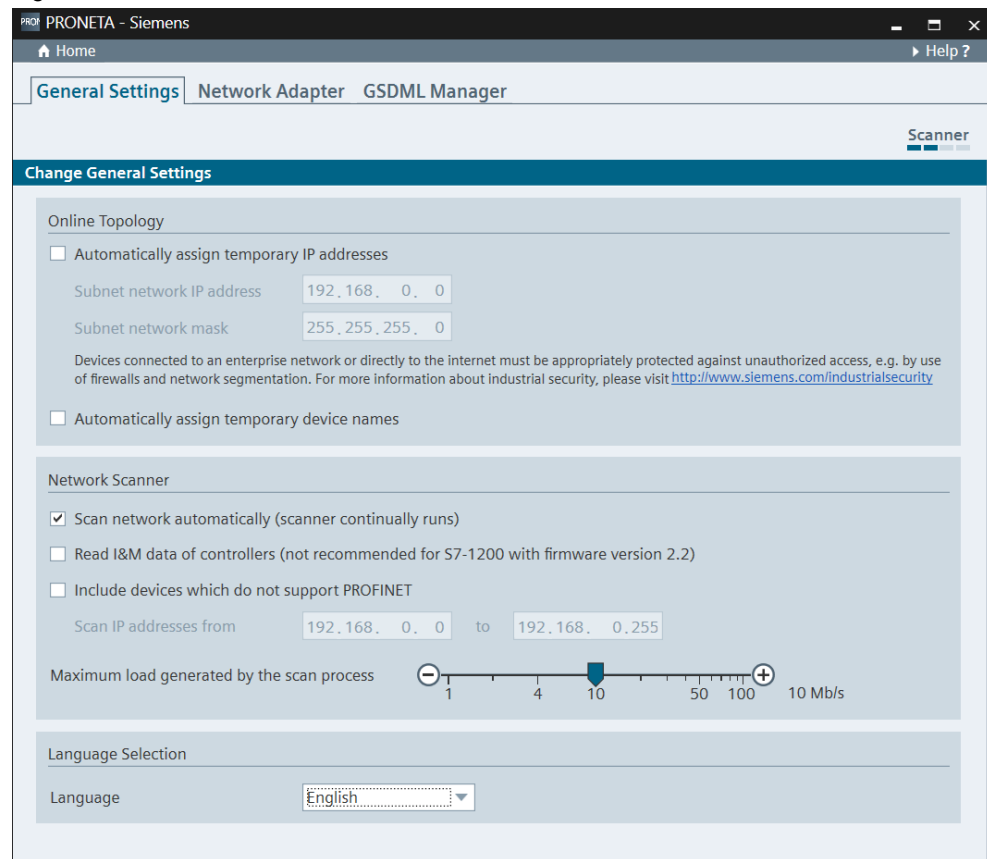 PRONETA - Siemens
Home
Help ?
General Settings Network Adapter GSDML Manager
Scanner
Change General Settings
Online Topology
Automatically assign temporary IP addresses
Subnet network IP address 192.168. 0. 0
Subnet network mask 255.255.255. 0
Devices connected to an enterprise network or directly to the internet must be appropriately protected against unauthorized access, e.g. by use
of firewalls and network segmentation. For more information about industrial security, please visit http://www.siemens.com/industrialsecurity
Automatically assign temporary device names
Network Scanner
Scan network automatically (scanner continually runs)
Read I&M data of controllers (not recommended for S7-1200 with firmware version 2.2)
Include devices which do not support PROFINET
Scan IP addresses from 192.168. 0. 0 to 192.168. 0.255
Maximum load generated by the scan process
1 4 10 50 100 10 Mb/s
Language Selection
Language English